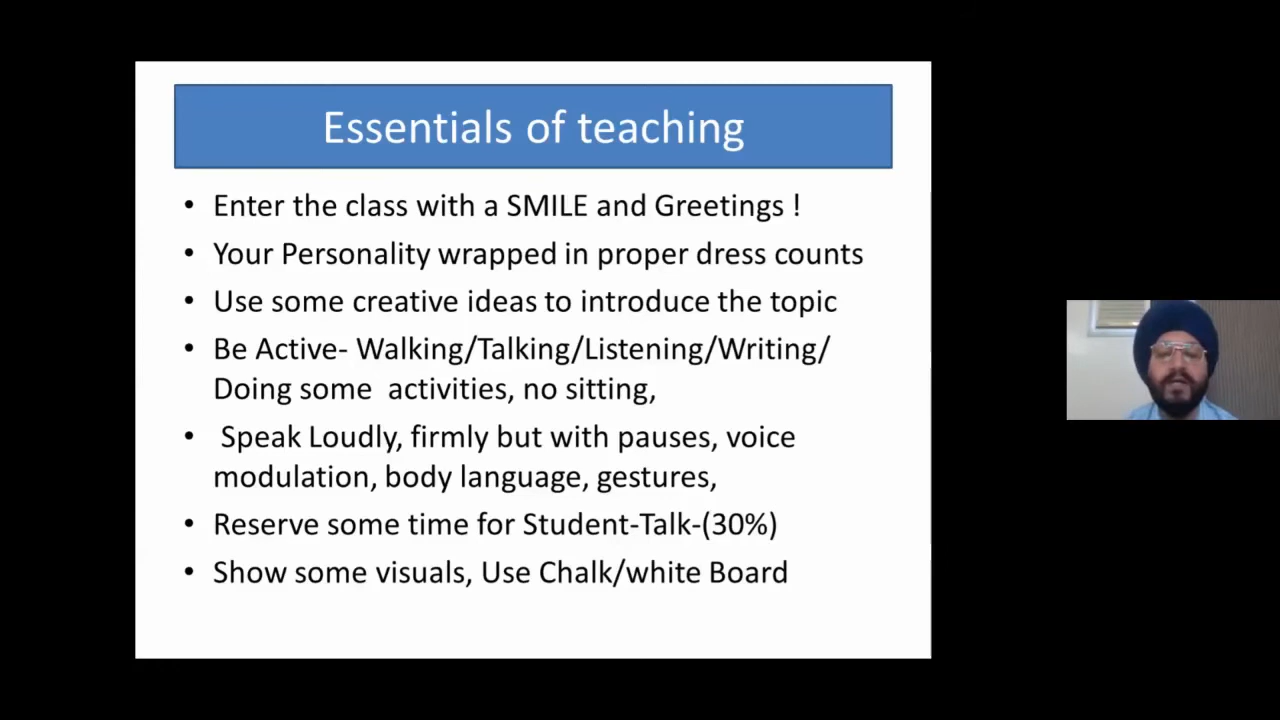 Essentials of teaching
• Enter the class with a SMILE and Greetings !
• Your Personality wrapped in proper dress counts
• Use some creative ideas to introduce the topic
• Be Active- Walking/Talking/Listening/Writing/
Doing some activities, no sitting,
• Speak Loudly, firmly but with pauses, voice
modulation, body language, gestures,
• Reserve some time for Student-Talk-(30%)
• Show some visuals, Use Chalk/white Board